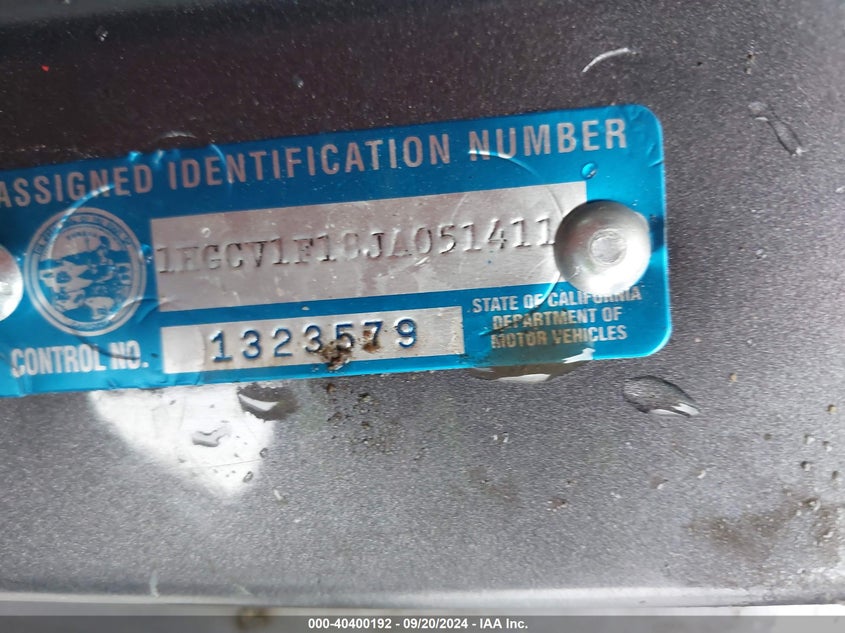 ASSIGNED IDENTIFICATION NUMBER
1HGCV1F18JA051411
CONTROL NO. 1323579
STATE OF CALIFORNIA
DEPARTMENT OF
MOTOR VEHICLES
000-40400192 - 09/20/2024 - IAA Inc.